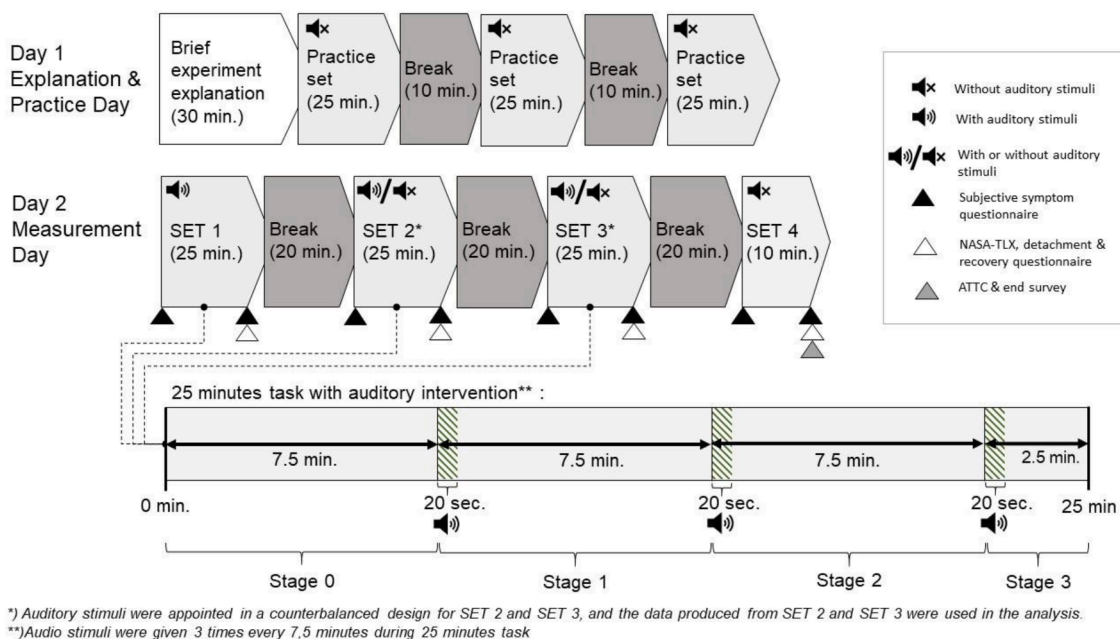 Day 1
Explanation &
Practice Day
Brief
experiment
explanation
(30 min.)
Practice
set
(25 min.)
Break
(10 min.)
Practice
set
(25 min.)
Break
(10 min.)
Practice
set
(25 min.)
Without auditory stimuli
With auditory stimuli
/
With or without auditory
stimuli
Subjective symptom
questionnaire
NASA-TLX, detachment &
recovery questionnaire
ATTC & end survey
Day 2
Measurement
Day
SET 1
(25 min.)
Break
(20 min.)
/
SET 2*
(25 min.)
Break
(20 min.)
/
SET 3*
(25 min.)
Break
(20 min.)
SET 4
(10 min.)
25 minutes task with auditory intervention** :
7.5 min.
7.5 min.
7.5 min.
2.5 min.
0 min.
20 sec.
20 sec.
20 sec.
25 min
Stage 0
Stage 1
Stage 2
Stage 3
*) Auditory stimuli were appointed in a counterbalanced design for SET 2 and SET 3, and the data produced from SET 2 and SET 3 were used in the analysis.
**)Audio stimuli were given 3 times every 7,5 minutes during 25 minutes task